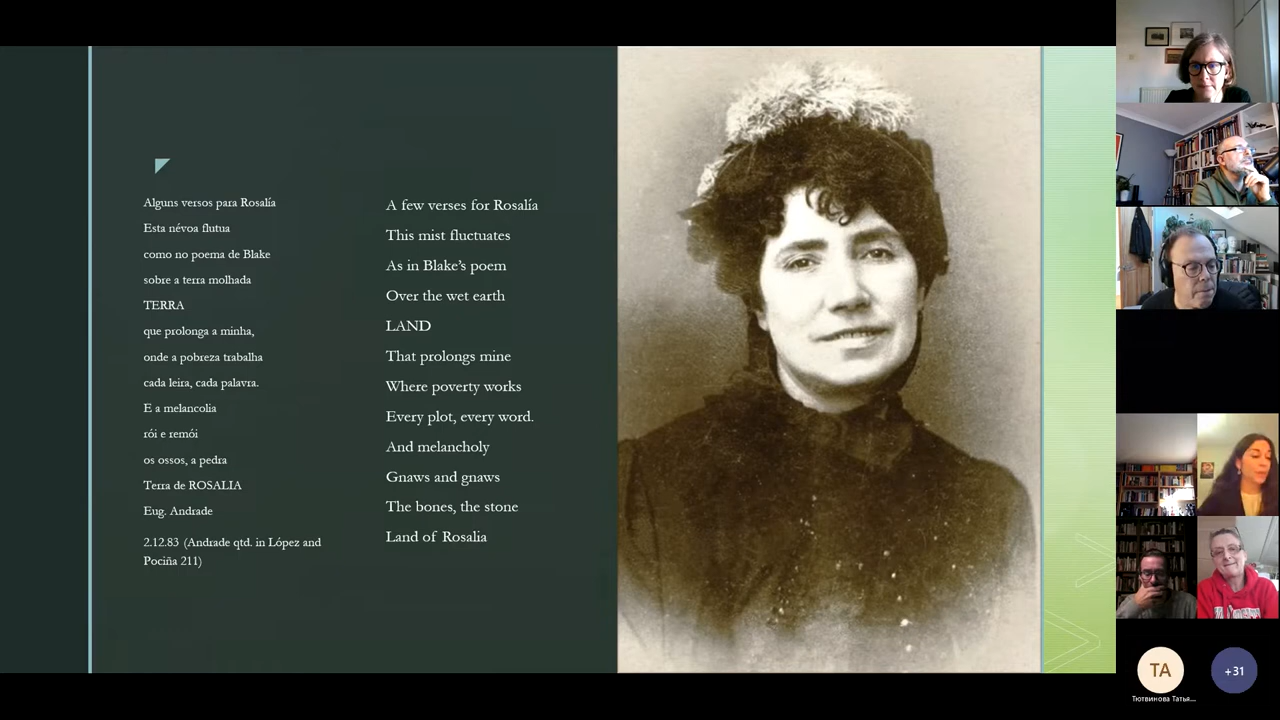 Alguns versos para Rosalía
Esta névoa flutua
como no poema de Blake
sobre a terra molhada
TERRA
que prolonga a minha,
onde a pobreza trabalha
cada leira, cada palavra.
E a melancolia
rói e remói
os ossos, a pedra
Terra de ROSALIA
Eug. Andrade
2.12.83 (Andrade qtd. in López and
Pociña 211)
A few verses for Rosalía
This mist fluctuates
As in Blake’s poem
Over the wet earth
LAND
That prolongs mine
Where poverty works
Every plot, every word.
And melancholy
Gnaws and gnaws
The bones, the stone
Land of Rosalia
TA
+31
Тютвинова Татья...